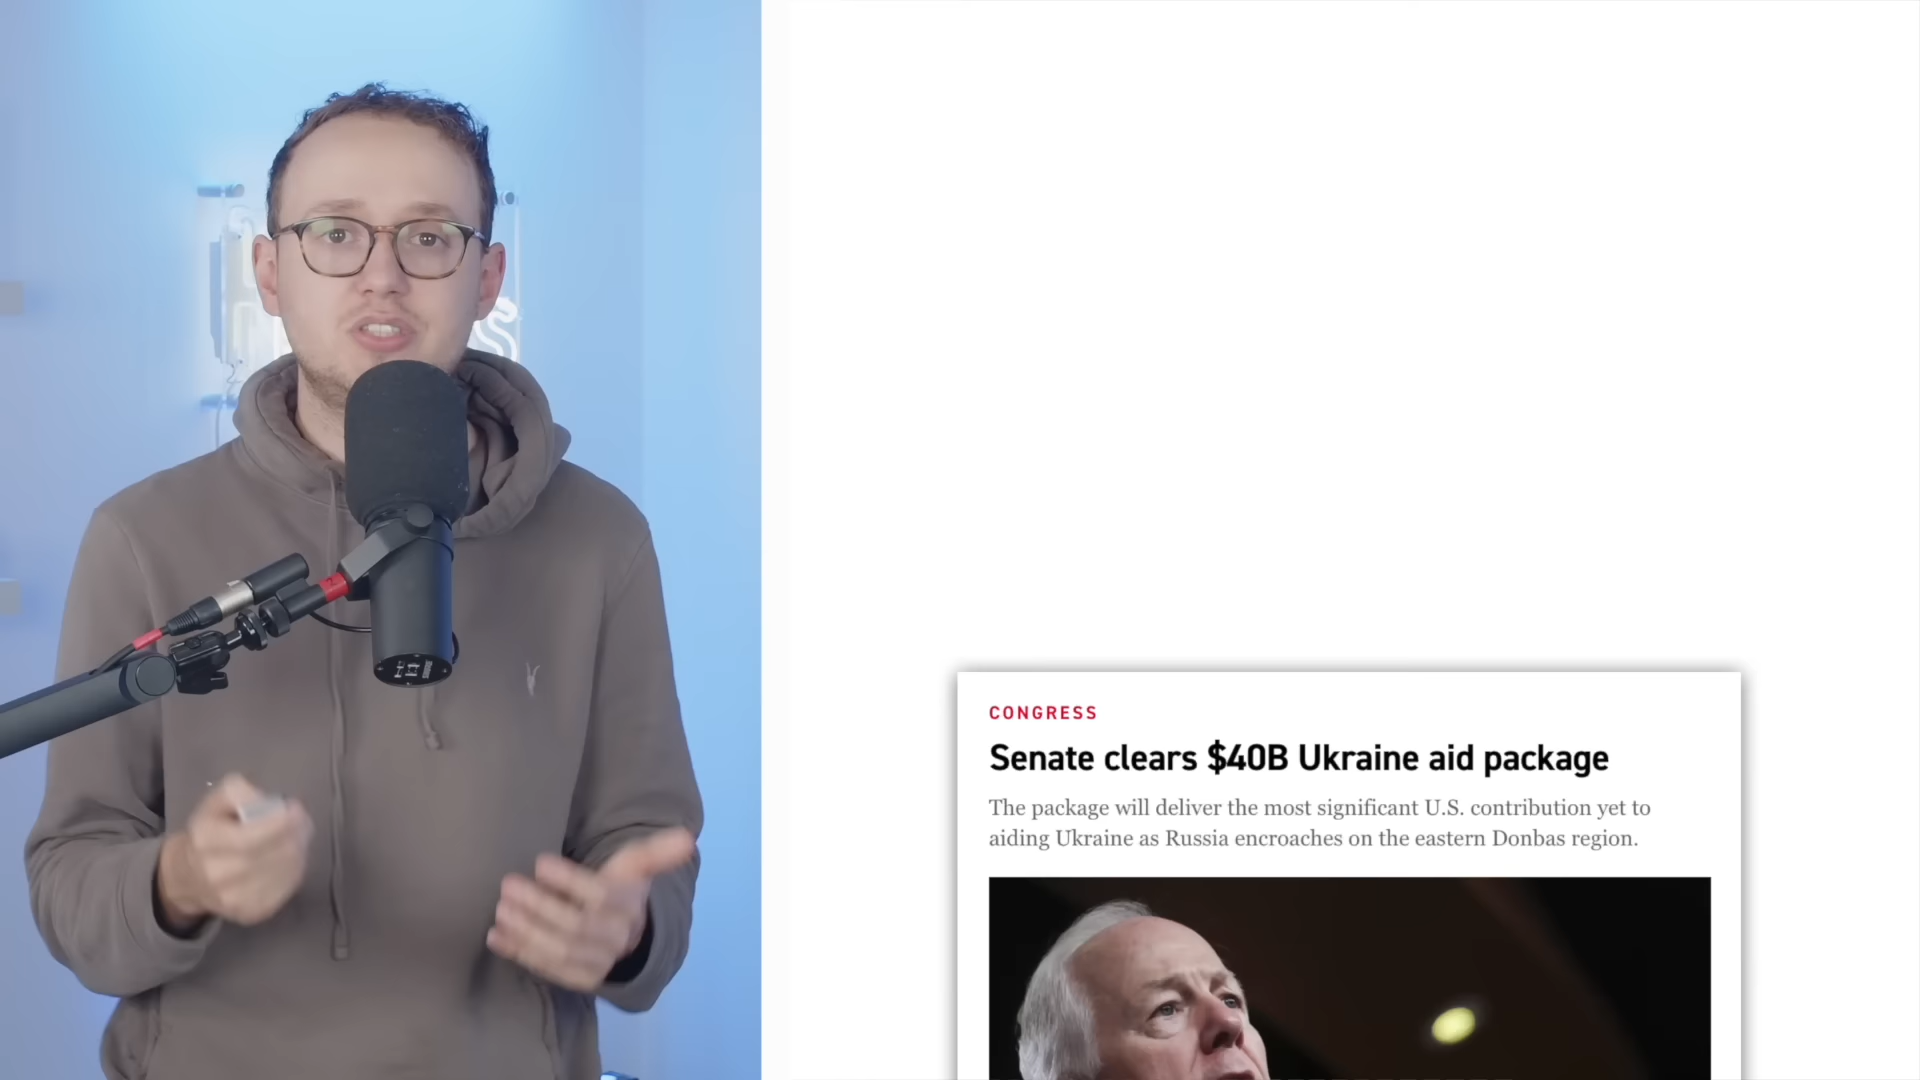 CONGRESS
Senate clears $40B Ukraine aid package
The package will deliver the most significant U.S. contribution yet to
aiding Ukraine as Russia encroaches on the eastern Donbas region.